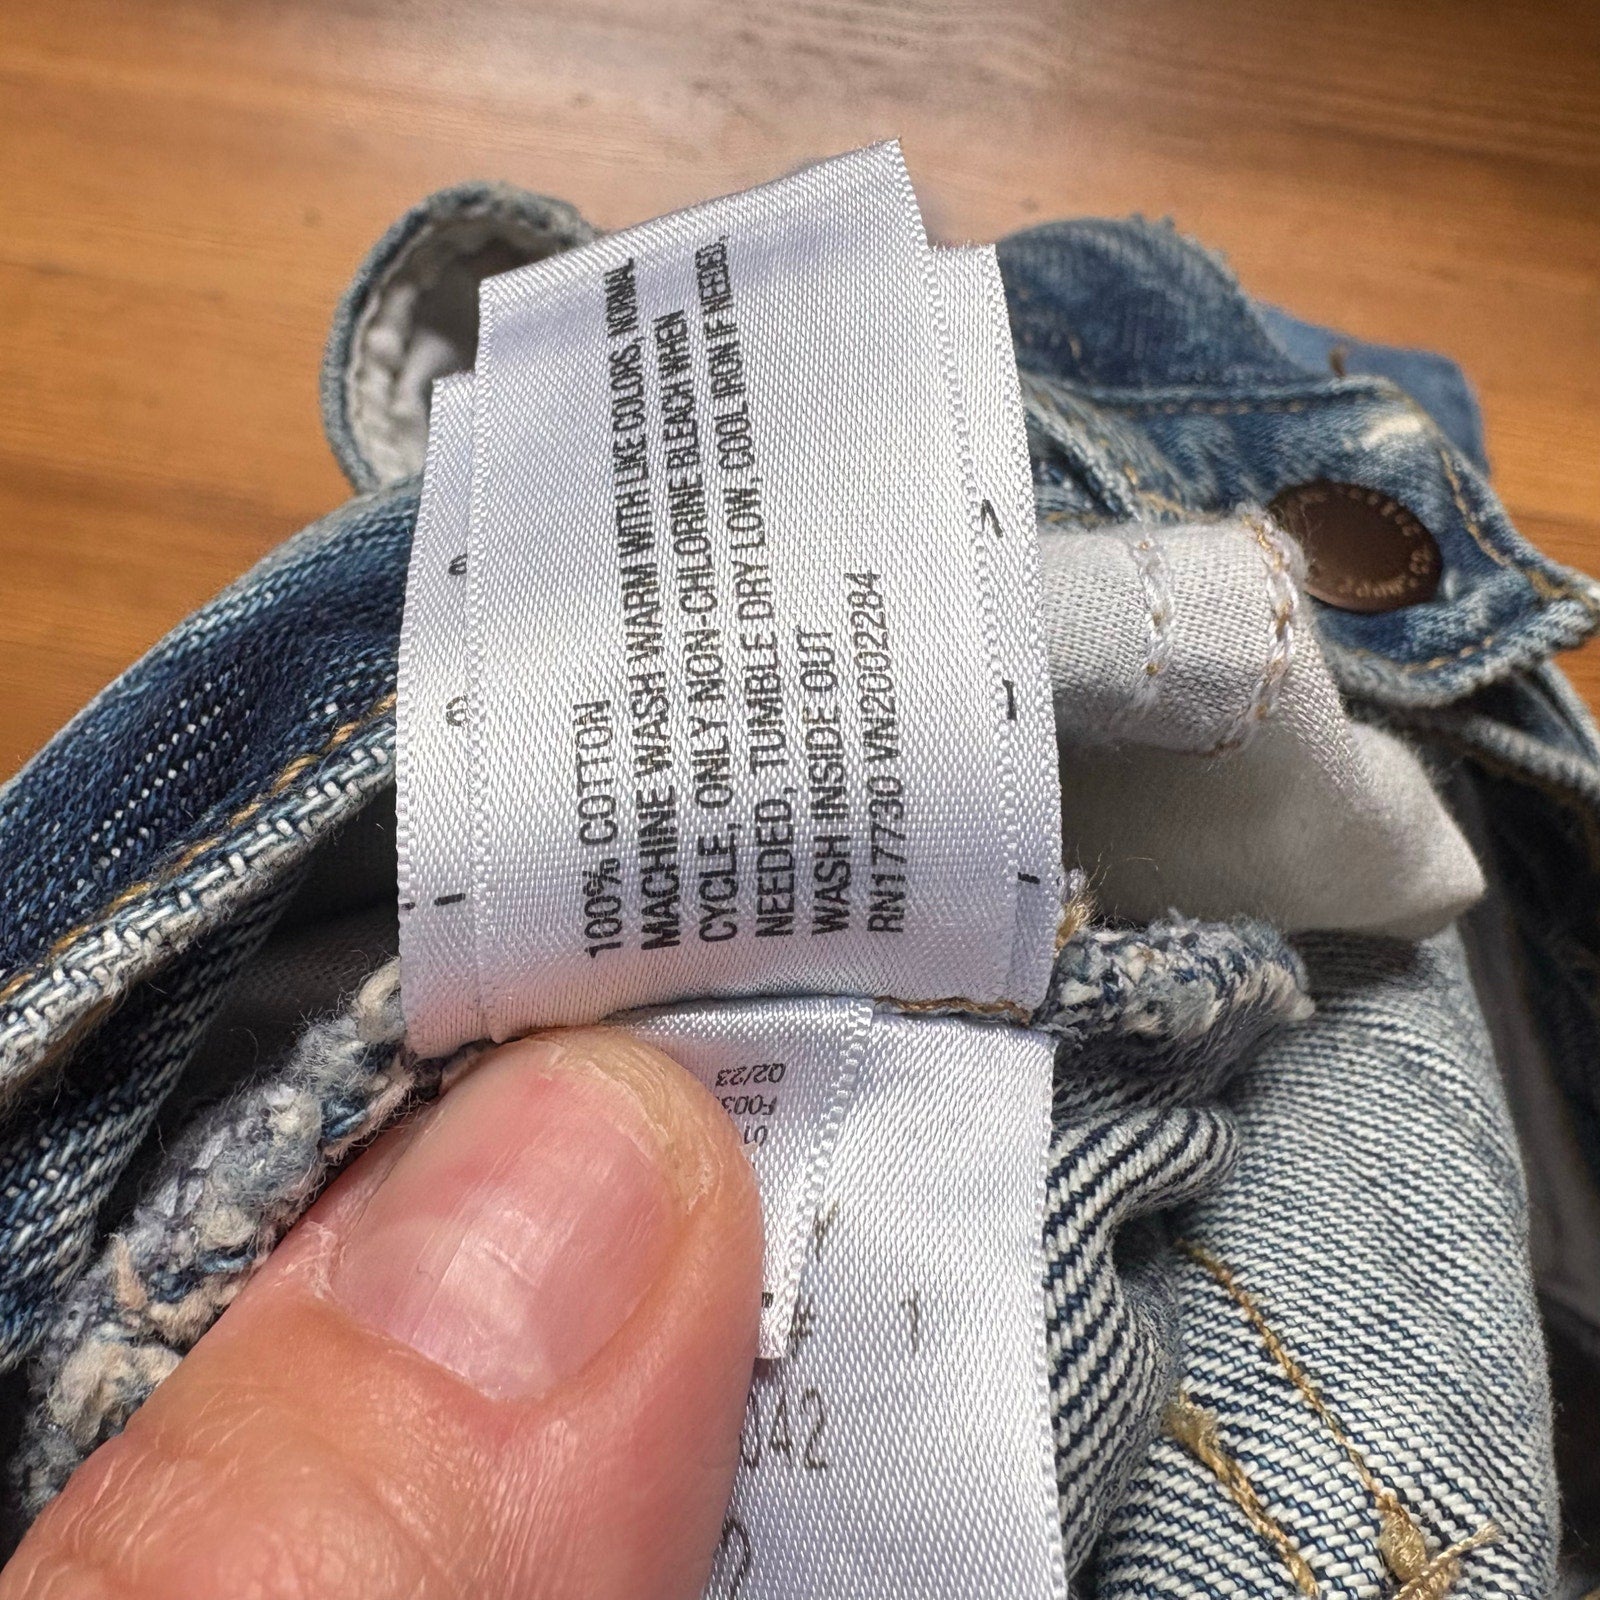 100% COTTON
MACHINE WASH WARM WITH LIKE COLORS, NORMAL
CYCLE, ONLY NON-CHLORINE BLEACH WHEN
NEEDED, TUMBLE DRY LOW, COOL IRON IF NEEDED,
WASH INSIDE OUT
RN17730 VN2002284
Q2/23